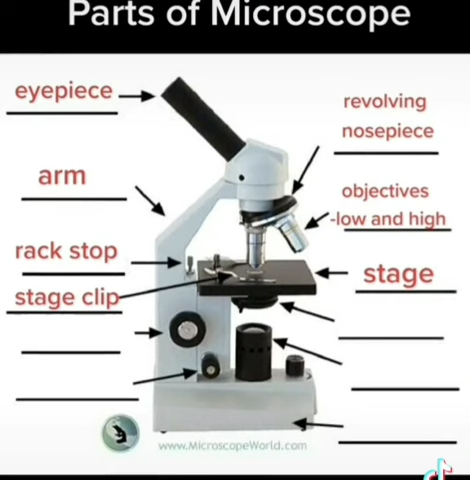 Parts of Microscope
eyepiece
revolving
nosepiece
arm
objectives
-low and high
rack stop
stage
stage clip
www.MicroscopeWorld.com